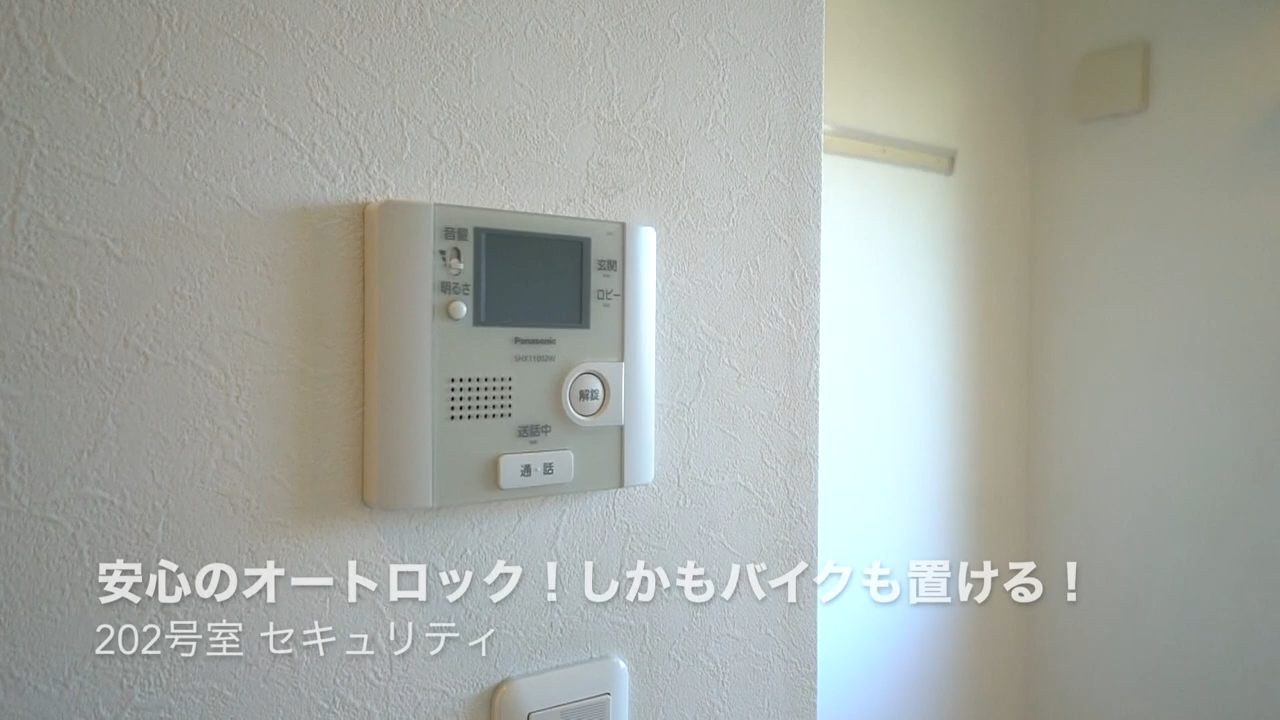 音量
明るさ
玄関
ロビー
Panasonic
解錠
送話中
通話
安心のオートロック！しかもバイクも置ける！
202号室 セキュリティ